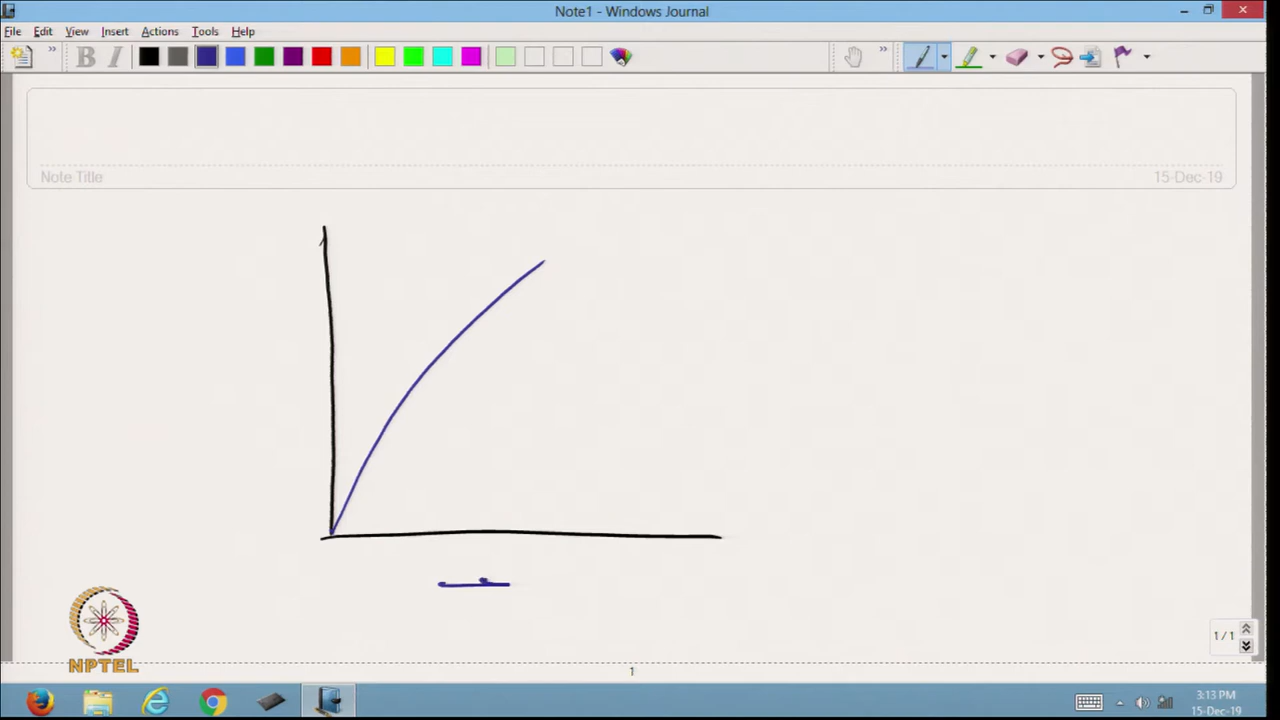 Note1 - Windows Journal
File Edit View Insert Actions Tools Help
B I
Note Title
15-Dec-19
NPTEL
1 / 1
1
3:13 PM
15-Dec-19